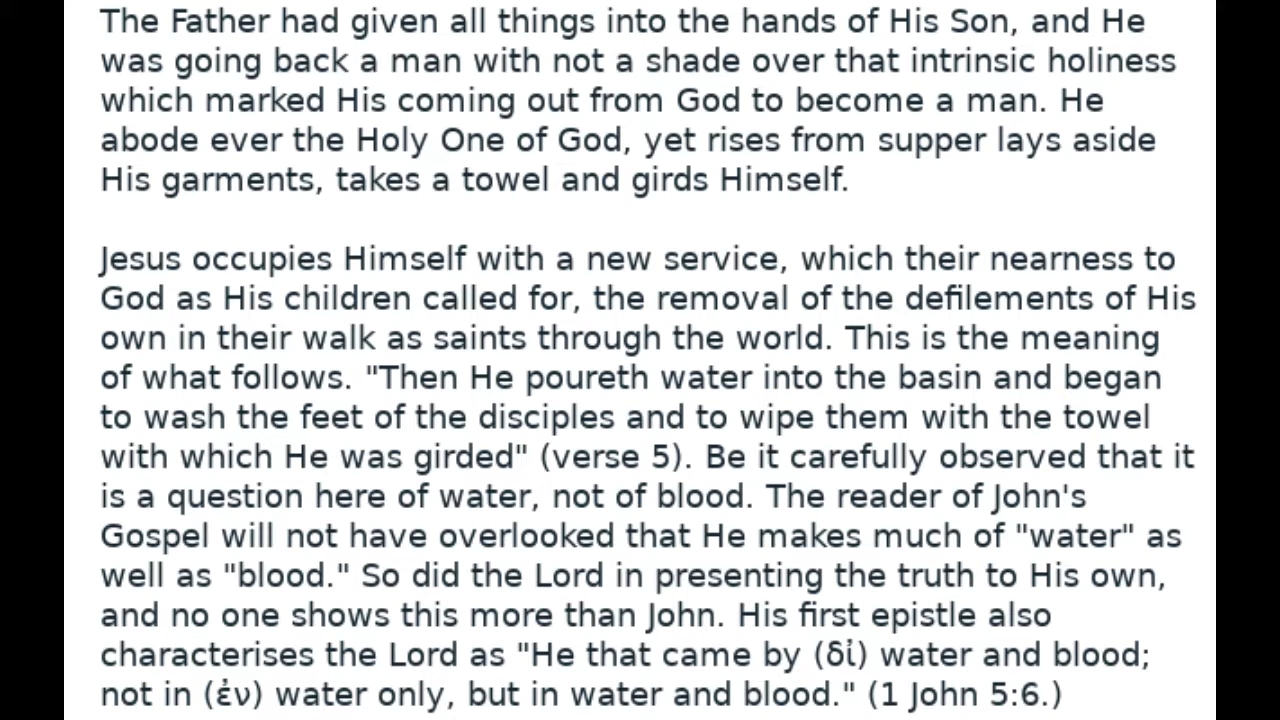 The Father had given all things into the hands of His Son, and He
was going back a man with not a shade over that intrinsic holiness
which marked His coming out from God to become a man. He
abode ever the Holy One of God, yet rises from supper lays aside
His garments, takes a towel and girds Himself.

Jesus occupies Himself with a new service, which their nearness to
God as His children called for, the removal of the defilements of His
own in their walk as saints through the world. This is the meaning
of what follows. "Then He poureth water into the basin and began
to wash the feet of the disciples and to wipe them with the towel
with which He was girded" (verse 5). Be it carefully observed that it
is a question here of water, not of blood. The reader of John's
Gospel will not have overlooked that He makes much of "water" as
well as "blood." So did the Lord in presenting the truth to His own,
and no one shows this more than John. His first epistle also
characterises the Lord as "He that came by (δἰ) water and blood;
not in (ἐν) water only, but in water and blood." (1 John 5:6.)